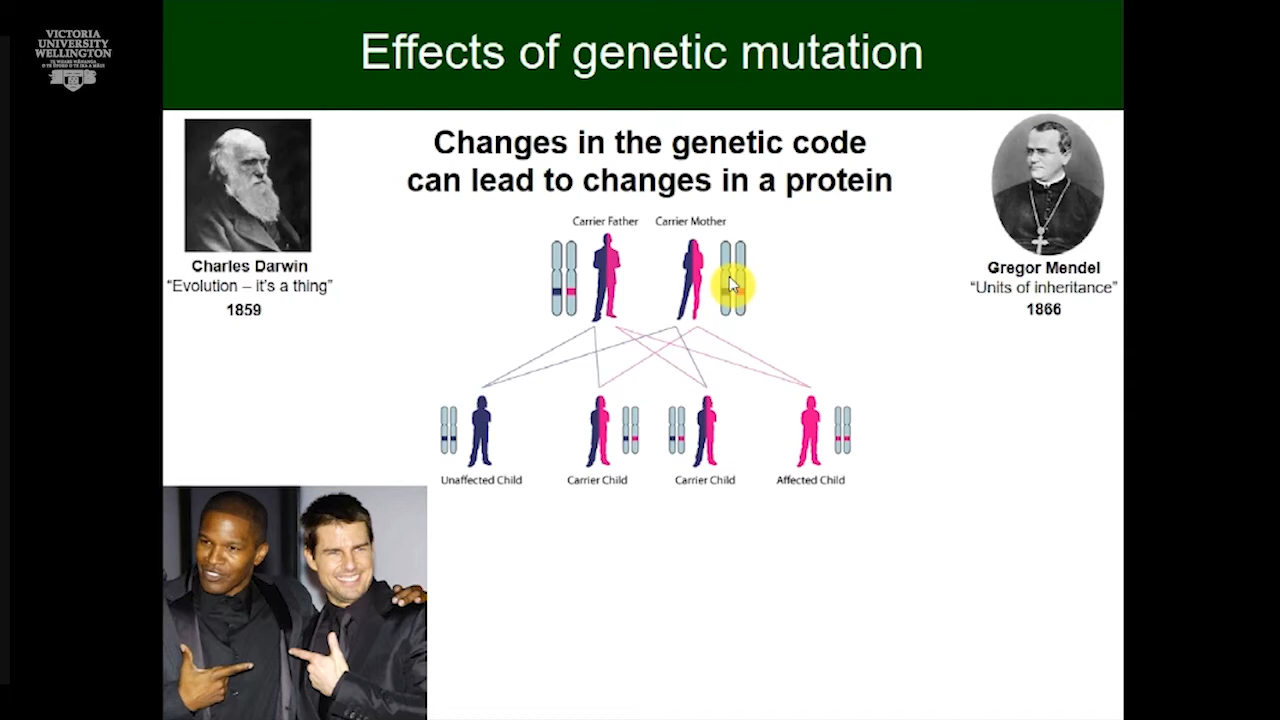 VICTORIA
UNIVERSITY
WELLINGTON
Effects of genetic mutation
Changes in the genetic code
can lead to changes in a protein
Carrier Father
Carrier Mother
Charles Darwin
“Evolution – it’s a thing”
1859
Gregor Mendel
“Units of inheritance”
1866
Unaffected Child
Carrier Child
Carrier Child
Affected Child